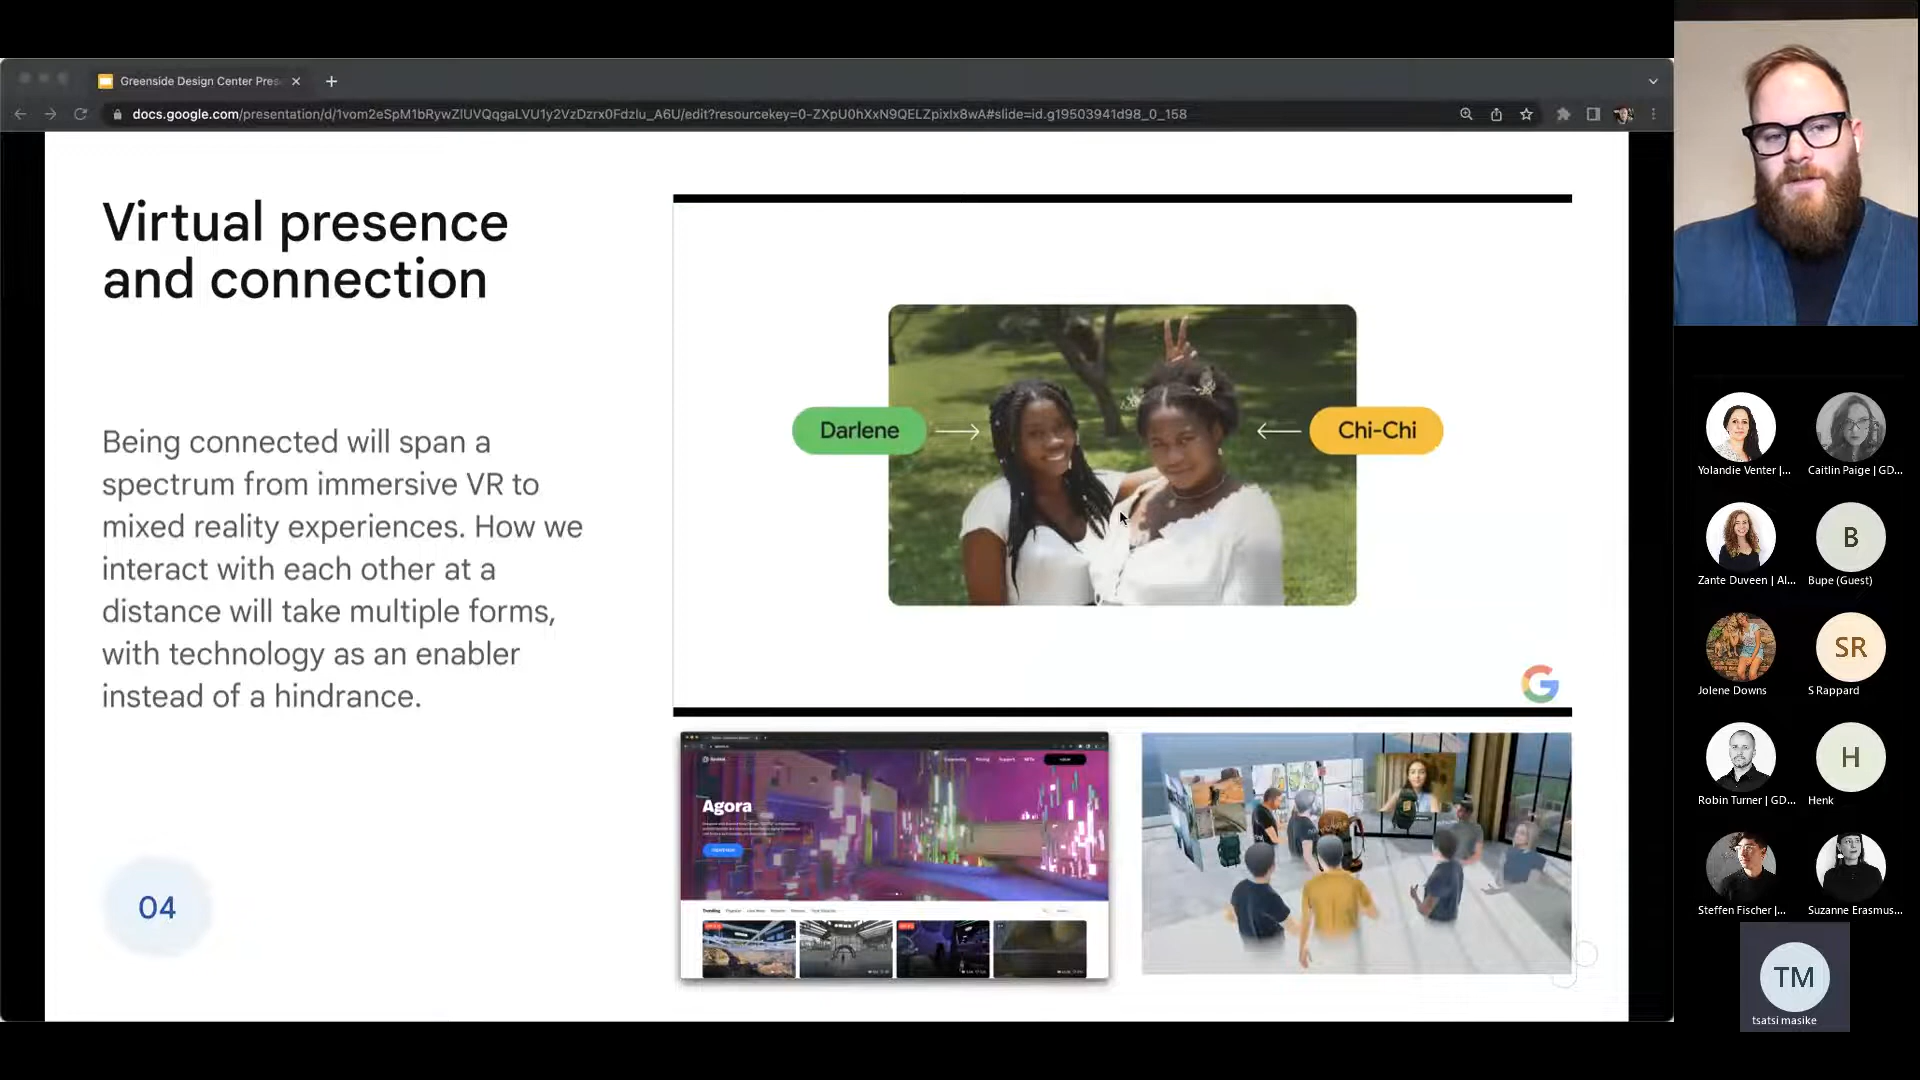 Greenside Design Center Pres
docs.google.com/presentation/d/1vom2eSpM1bRywZlUVQqgaLVU1y2VzDzrx0Fdzlu_A6U/edit?resourcekey=0-ZXpU0hXxN9QELZpixIx8wA#slide=id.g19503941d98_0_158
Virtual presence
and connection
Being connected will span a
spectrum from immersive VR to
mixed reality experiences. How we
interact with each other at a
distance will take multiple forms,
with technology as an enabler
instead of a hindrance.
04
Darlene
Chi-Chi
G
Agora
Trending
Yolandie Venter |...
Caitlin Paige | GD...
Zante Duveen | Al...
B
Bupe (Guest)
Jolene Downs
SR
S Rappard
Robin Turner | GD...
H
Henk
Steffen Fischer |...
Suzanne Erasmus...
TM
tsatsi masike